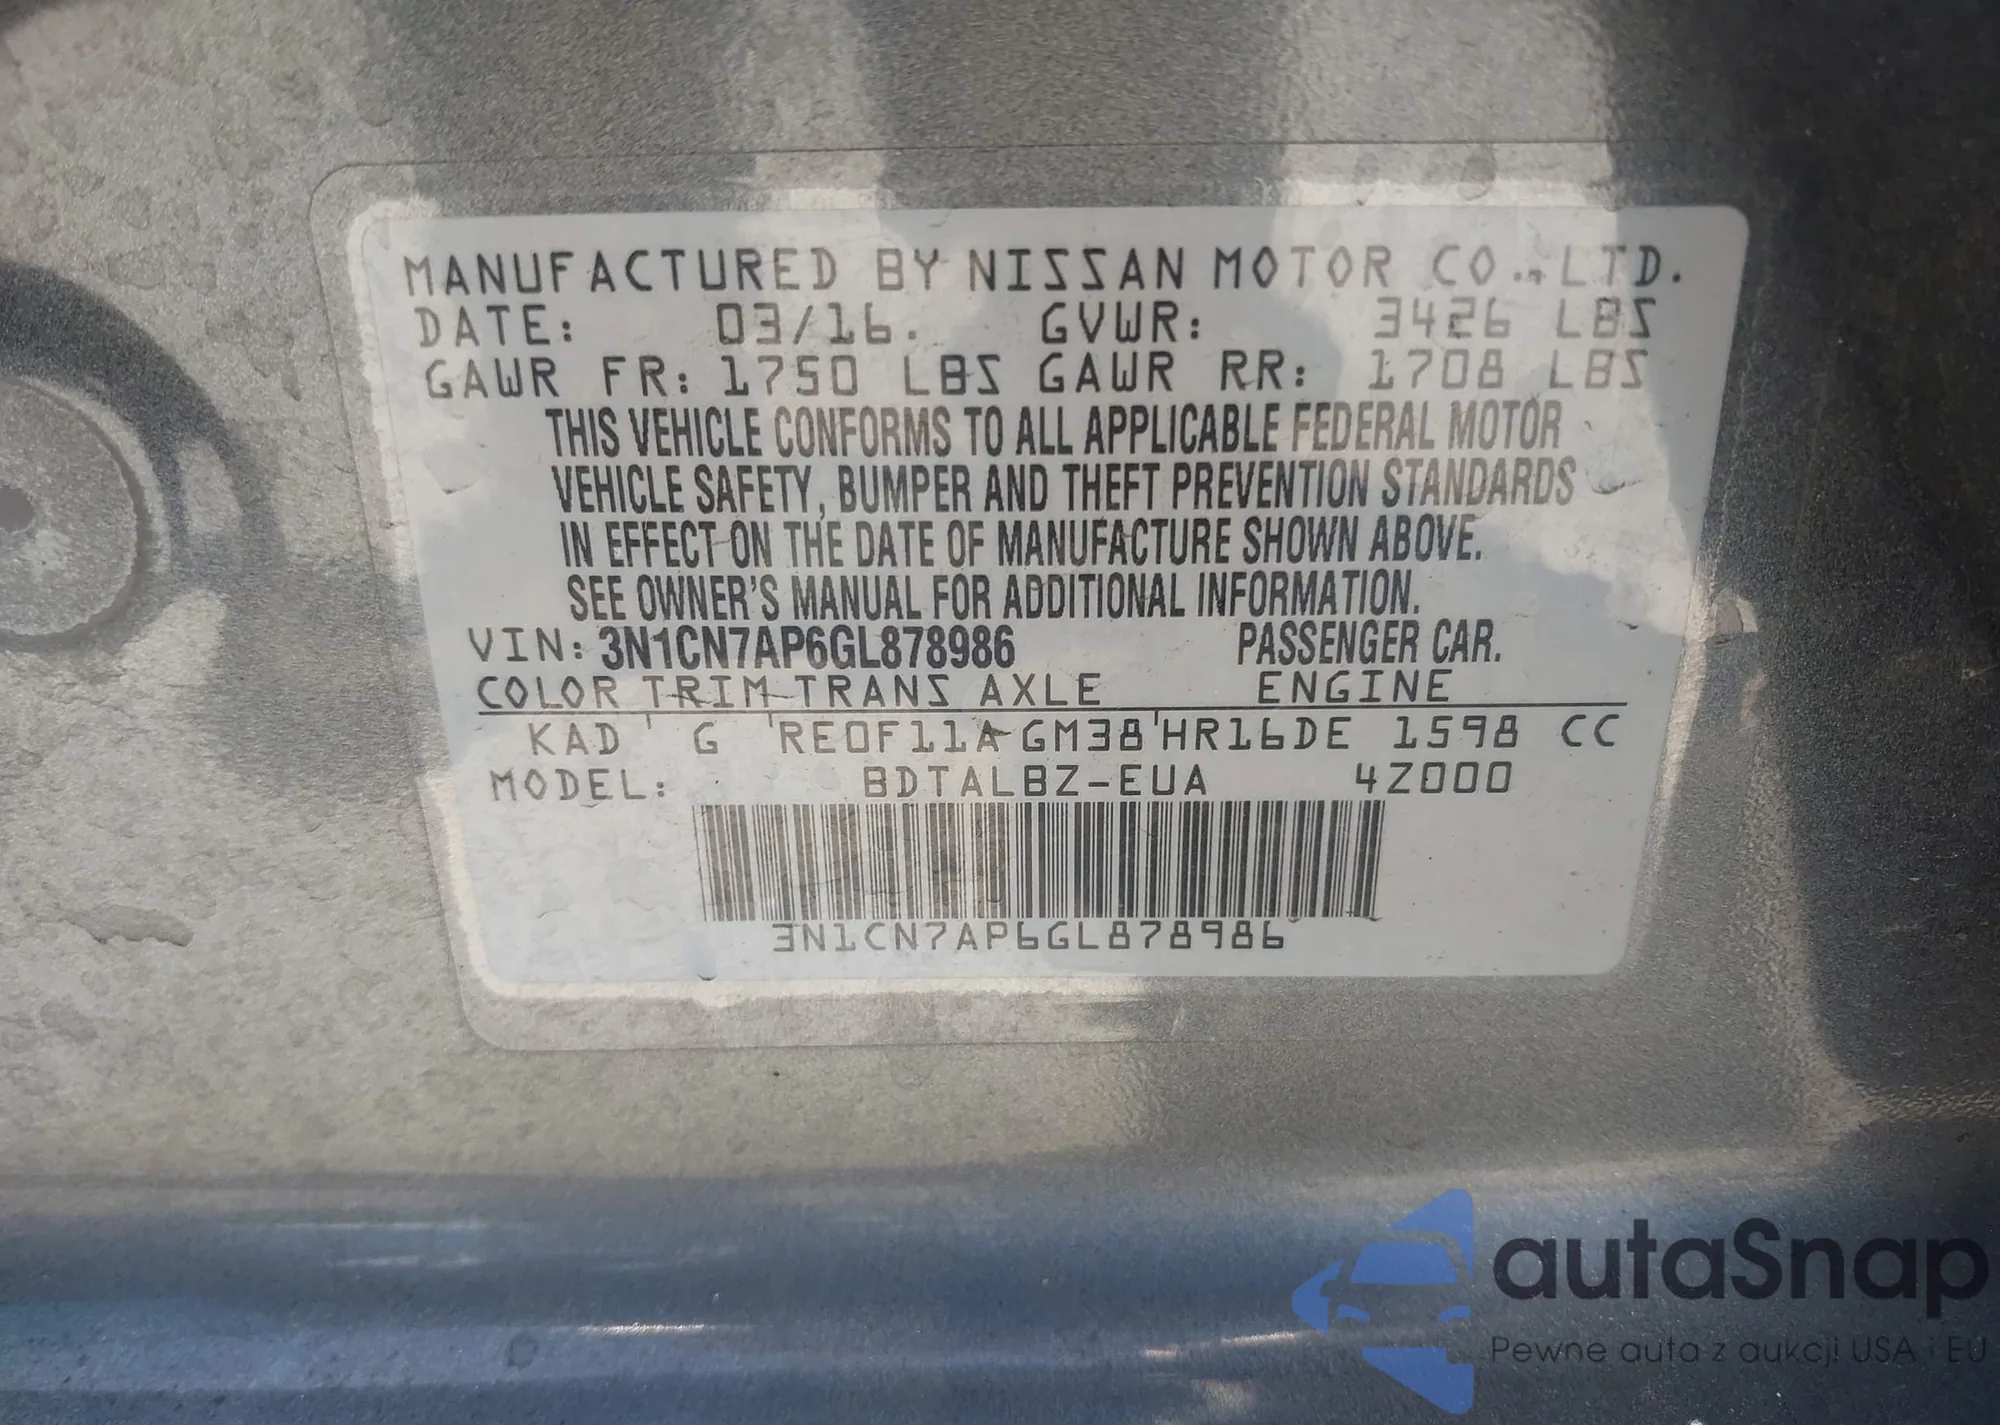 MANUFACTURED BY NISSAN MOTOR CO., LTD.
DATE: 03/16. GVWR: 3426 LBS
GAWR FR: 1750 LBS GAWR RR: 1708 LBS
THIS VEHICLE CONFORMS TO ALL APPLICABLE FEDERAL MOTOR
VEHICLE SAFETY, BUMPER AND THEFT PREVENTION STANDARDS
IN EFFECT ON THE DATE OF MANUFACTURE SHOWN ABOVE.
SEE OWNER'S MANUAL FOR ADDITIONAL INFORMATION.
VIN: 3N1CN7AP6GL878986 PASSENGER CAR.
COLOR TRIM TRANS AXLE ENGINE
KAD G RE0F11A GM38 HR16DE 1598 CC
MODEL: BDTALBZ-EUA 4Z000
3N1CN7AP6GL878986
autaSnap
Pewne auta z aukcji USA i EU